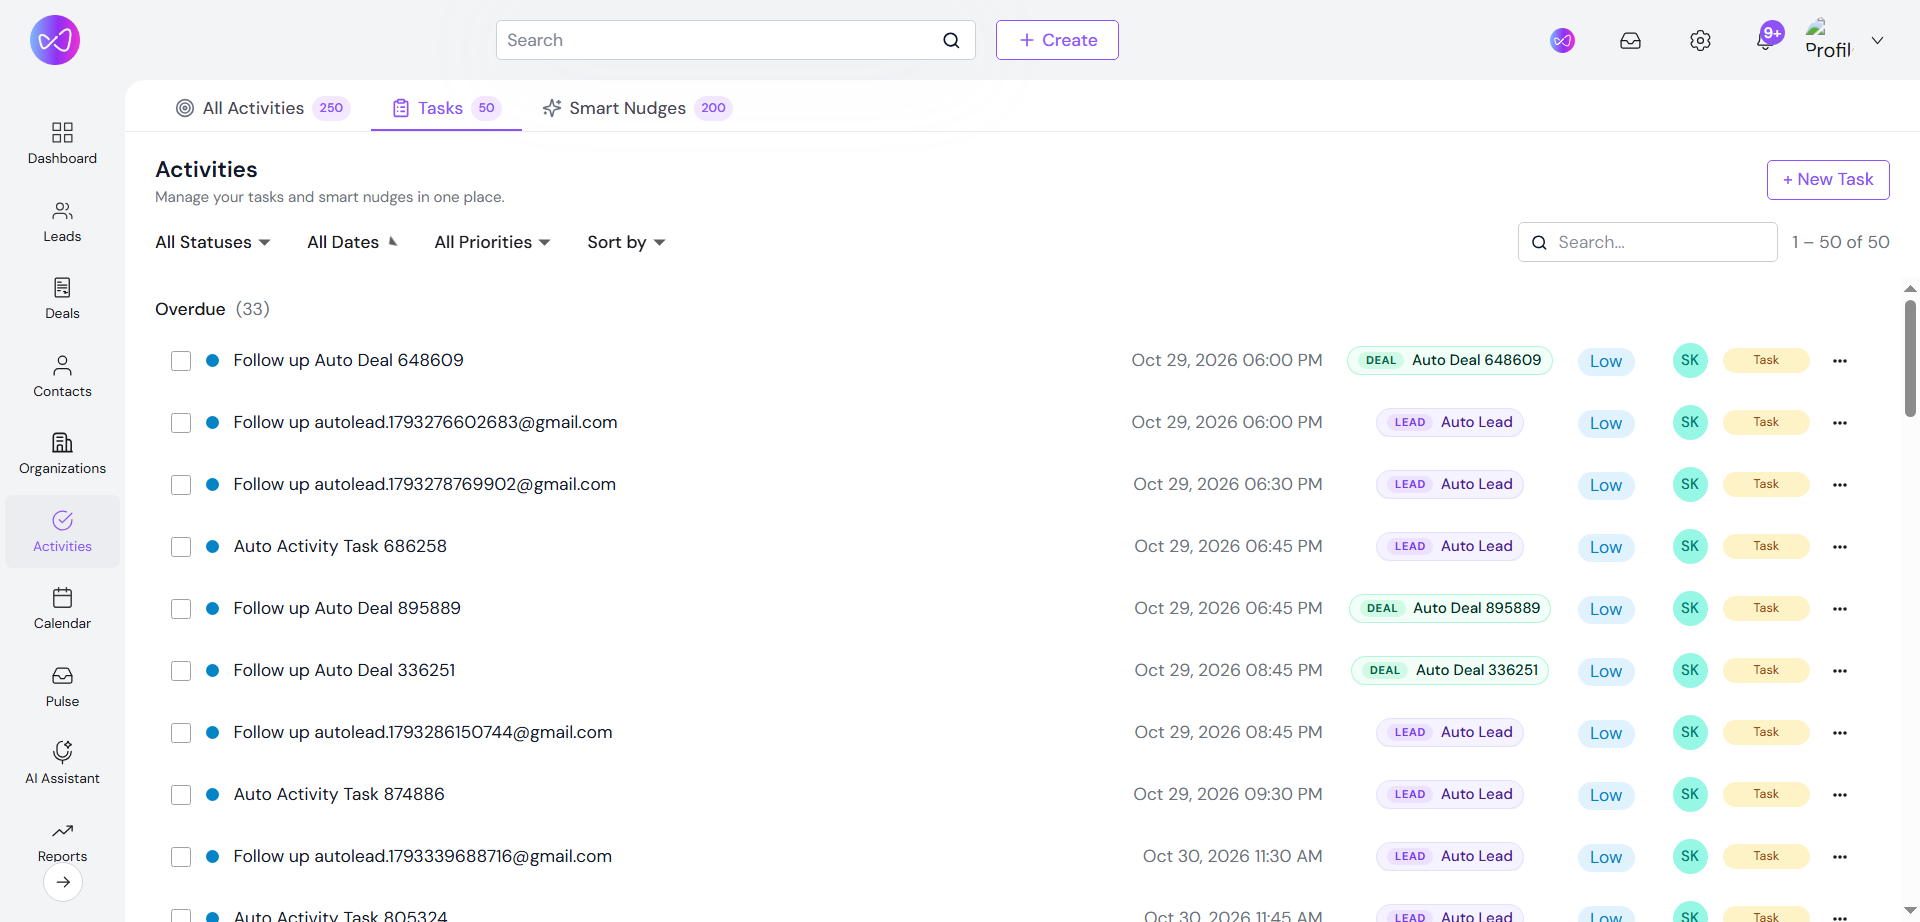 Search
+ Create
9+
Profil
All Activities 250
Tasks 50
Smart Nudges 200
Dashboard
Leads
Deals
Contacts
Organizations
Activities
Calendar
Pulse
AI Assistant
Reports
Activities
Manage your tasks and smart nudges in one place.
+ New Task
All Statuses
All Dates
All Priorities
Sort by
Search...
1 – 50 of 50
Overdue (33)
Follow up Auto Deal 648609 Oct 29, 2026 06:00 PM DEAL Auto Deal 648609 Low SK Task
Follow up autolead.1793276602683@gmail.com Oct 29, 2026 06:00 PM LEAD Auto Lead Low SK Task
Follow up autolead.1793278769902@gmail.com Oct 29, 2026 06:30 PM LEAD Auto Lead Low SK Task
Auto Activity Task 686258 Oct 29, 2026 06:45 PM LEAD Auto Lead Low SK Task
Follow up Auto Deal 895889 Oct 29, 2026 06:45 PM DEAL Auto Deal 895889 Low SK Task
Follow up Auto Deal 336251 Oct 29, 2026 08:45 PM DEAL Auto Deal 336251 Low SK Task
Follow up autolead.1793286150744@gmail.com Oct 29, 2026 08:45 PM LEAD Auto Lead Low SK Task
Auto Activity Task 874886 Oct 29, 2026 09:30 PM LEAD Auto Lead Low SK Task
Follow up autolead.1793339688716@gmail.com Oct 30, 2026 11:30 AM LEAD Auto Lead Low SK Task
Auto Activity Task 805324 Oct 30, 2026 11:45 AM LEAD Auto Lead Low SK Task